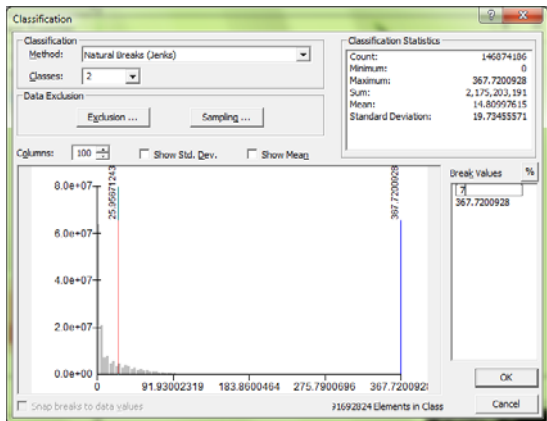 Classification
Classification
Method: Natural Breaks (Jenks)
Classes: 2
Data Exclusion
Exclusion ...
Sampling ...
Classification Statistics
Count: 146874186
Minimum: 0
Maximum: 367.7200928
Sum: 2,175,203,191
Mean: 14.80997615
Standard Deviation: 19.73455571
Columns: 100
Show Std. Dev.
Show Mean
Break Values
%
7
367.7200928
25.95671243
367.7200928
8.0e+07
6.0e+07
4.0e+07
2.0e+07
0.0e+00
0 91.93002319 183.8600464 275.7900696 367.7200928
OK
Snap breaks to data values
91692824 Elements in Class
Cancel